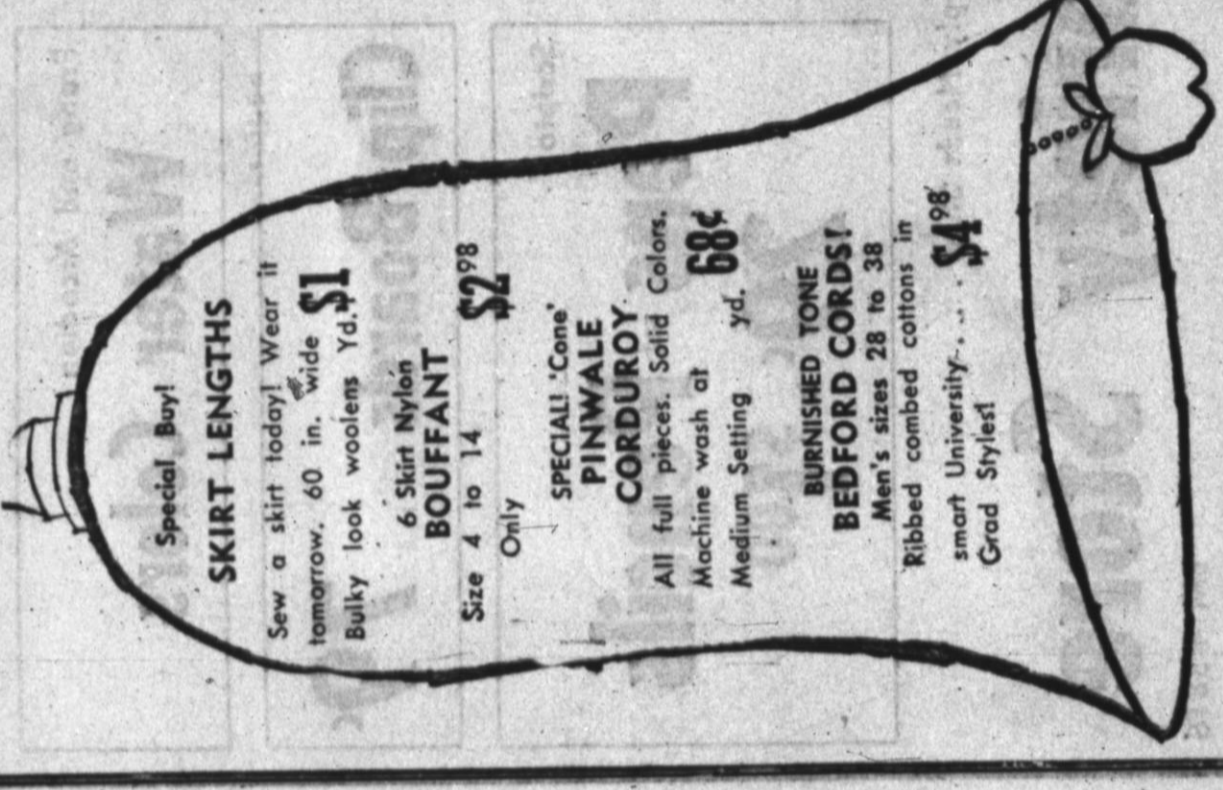 Special Buy!
SKIRT LENGTHS
Sew a skirt today! Wear it
tomorrow. 60 in. wide
Bulky look woolens Yd. $1
6 Skirt Nylon
BOUFFANT
Size 4 to 14
Only $2.98
SPECIAL! 'Cone'
PINWALE
CORDUROY
All full pieces. Solid Colors.
Machine wash at
Medium Setting yd. 68¢
BURNISHED TONE
BEDFORD CORDS!
Men's sizes 28 to 38
Ribbed combed cottons in
smart University . . . . $4.98
Grad Styles!